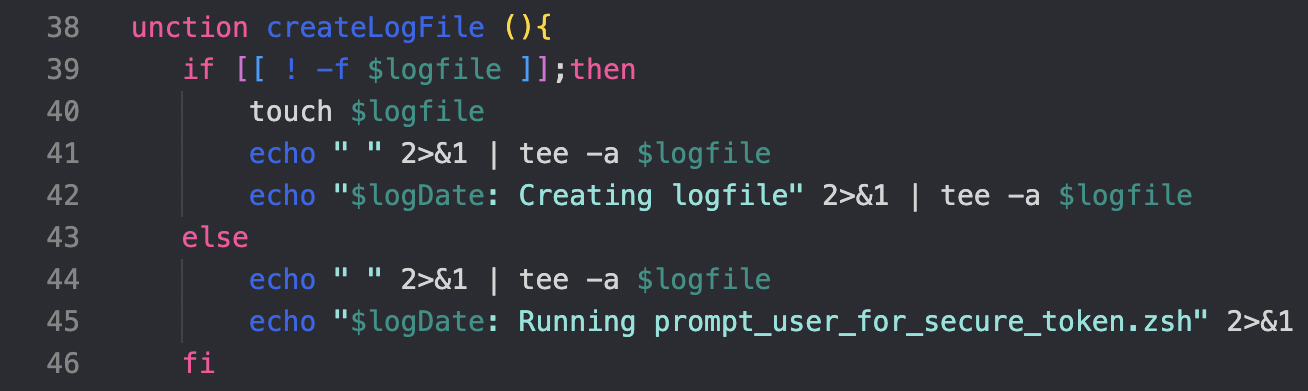 38 unction createLogFile (){
39 if [[ ! -f $logfile ]];then
40 touch $logfile
41 echo " " 2>&1 | tee -a $logfile
42 echo "$logDate: Creating logfile" 2>&1 | tee -a $logfile
43 else
44 echo " " 2>&1 | tee -a $logfile
45 echo "$logDate: Running prompt_user_for_secure_token.zsh" 2>&1
46 fi